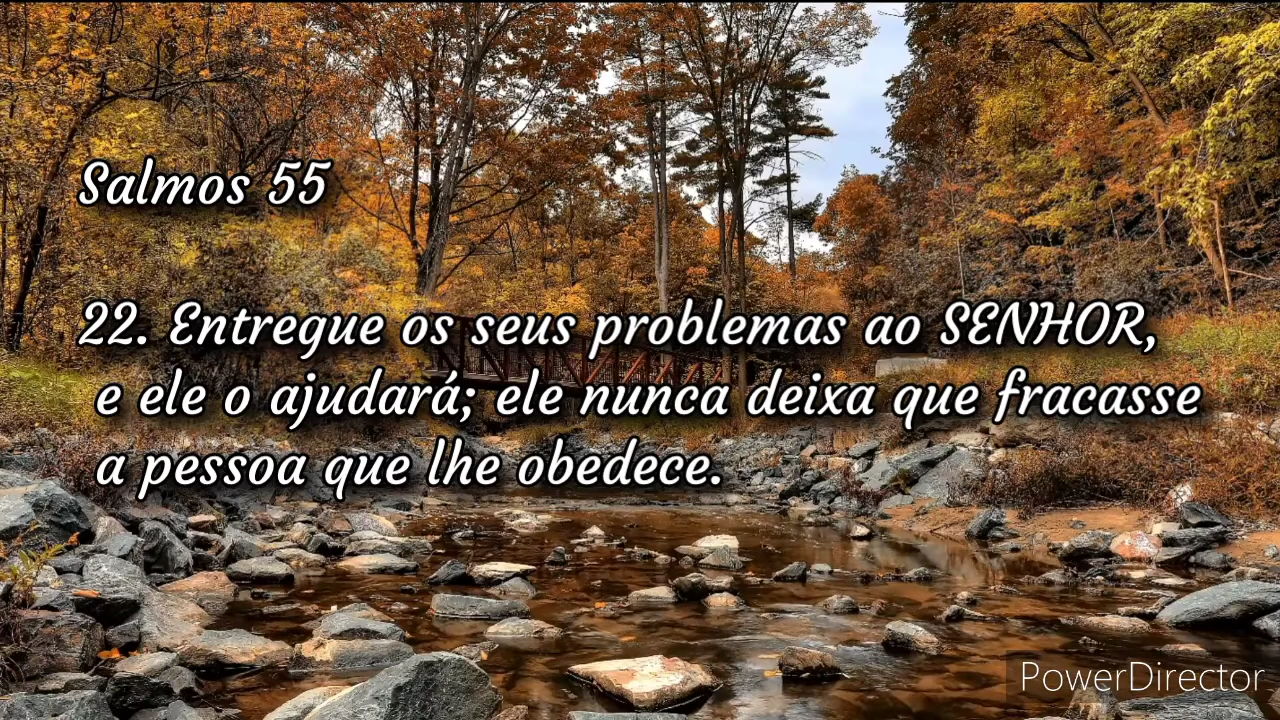 Salmos 55
22. Entregue os seus problemas ao SENHOR,
e ele o ajudará; ele nunca deixa que fracasse
a pessoa que lhe obedece.
PowerDirector